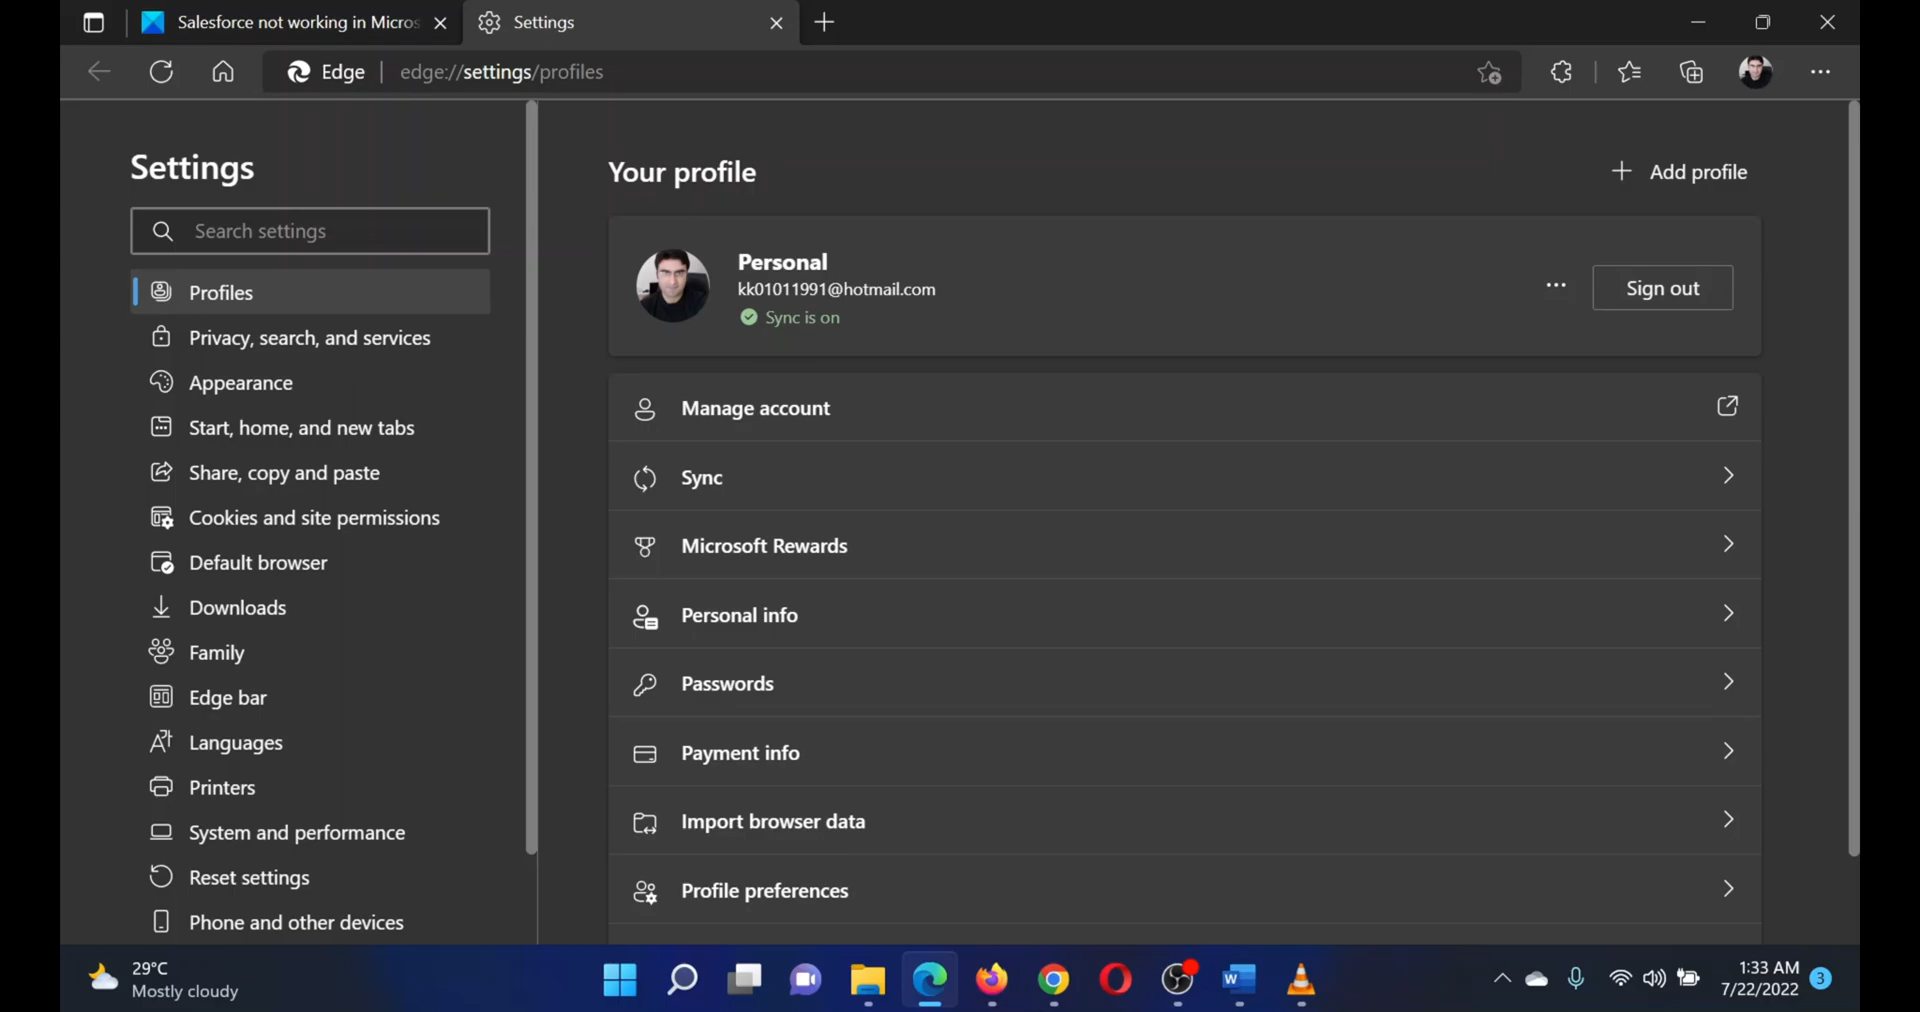 Salesforce not working in Micros
Settings
Edge
edge://settings/profiles
Settings
Search settings
Profiles
Privacy, search, and services
Appearance
Start, home, and new tabs
Share, copy and paste
Cookies and site permissions
Default browser
Downloads
Family
Edge bar
Languages
Printers
System and performance
Reset settings
Phone and other devices
Your profile
Add profile
Personal
kk01011991@hotmail.com
Sync is on
Sign out
Manage account
Sync
Microsoft Rewards
Personal info
Passwords
Payment info
Import browser data
Profile preferences
29°C
Mostly cloudy
W
1:33 AM
7/22/2022
3